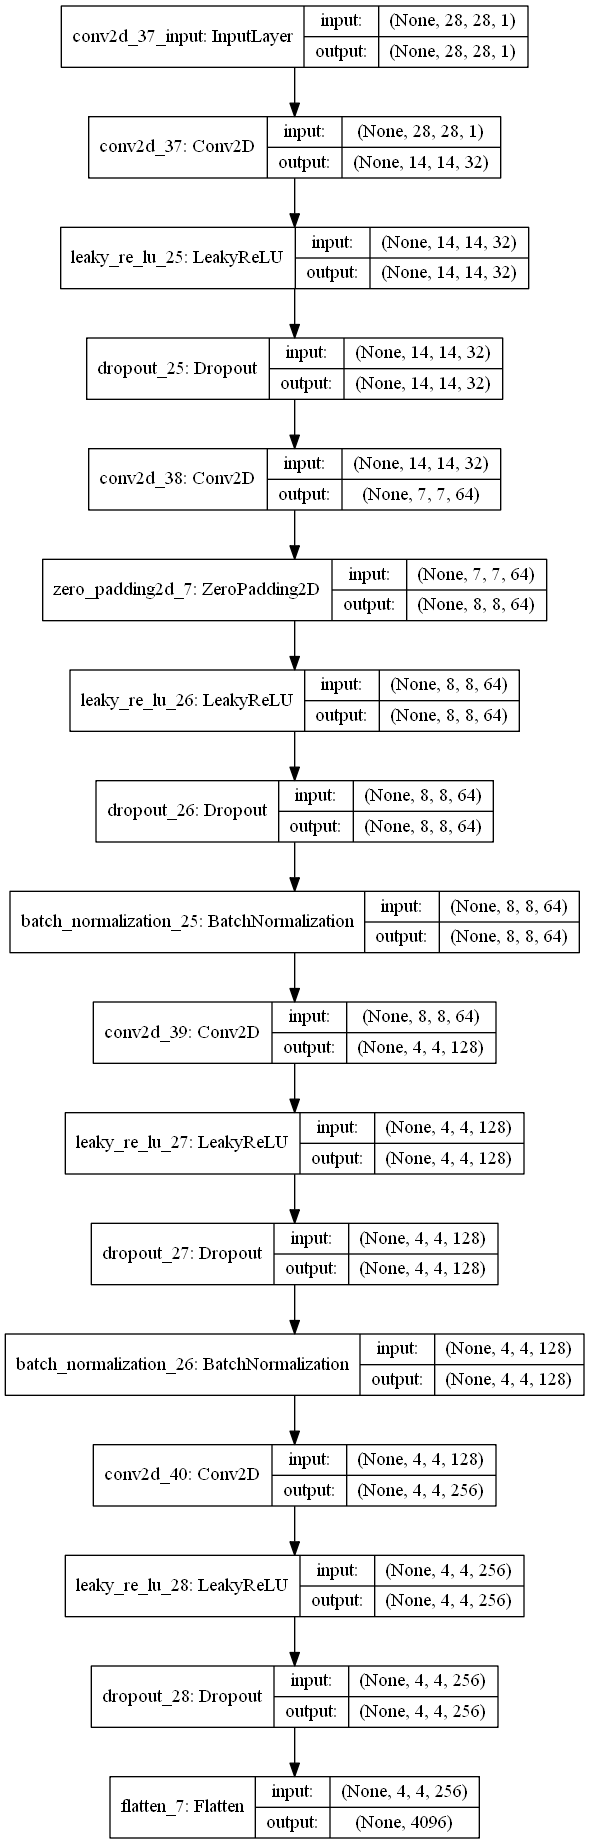 conv2d_37_input: InputLayer input: (None, 28, 28, 1)
output: (None, 28, 28, 1)
conv2d_37: Conv2D input: (None, 28, 28, 1)
output: (None, 14, 14, 32)
leaky_re_lu_25: LeakyReLU input: (None, 14, 14, 32)
output: (None, 14, 14, 32)
dropout_25: Dropout input: (None, 14, 14, 32)
output: (None, 14, 14, 32)
conv2d_38: Conv2D input: (None, 14, 14, 32)
output: (None, 7, 7, 64)
zero_padding2d_7: ZeroPadding2D input: (None, 7, 7, 64)
output: (None, 8, 8, 64)
leaky_re_lu_26: LeakyReLU input: (None, 8, 8, 64)
output: (None, 8, 8, 64)
dropout_26: Dropout input: (None, 8, 8, 64)
output: (None, 8, 8, 64)
batch_normalization_25: BatchNormalization input: (None, 8, 8, 64)
output: (None, 8, 8, 64)
conv2d_39: Conv2D input: (None, 8, 8, 64)
output: (None, 4, 4, 128)
leaky_re_lu_27: LeakyReLU input: (None, 4, 4, 128)
output: (None, 4, 4, 128)
dropout_27: Dropout input: (None, 4, 4, 128)
output: (None, 4, 4, 128)
batch_normalization_26: BatchNormalization input: (None, 4, 4, 128)
output: (None, 4, 4, 128)
conv2d_40: Conv2D input: (None, 4, 4, 128)
output: (None, 4, 4, 256)
leaky_re_lu_28: LeakyReLU input: (None, 4, 4, 256)
output: (None, 4, 4, 256)
dropout_28: Dropout input: (None, 4, 4, 256)
output: (None, 4, 4, 256)
flatten_7: Flatten input: (None, 4, 4, 256)
output: (None, 4096)